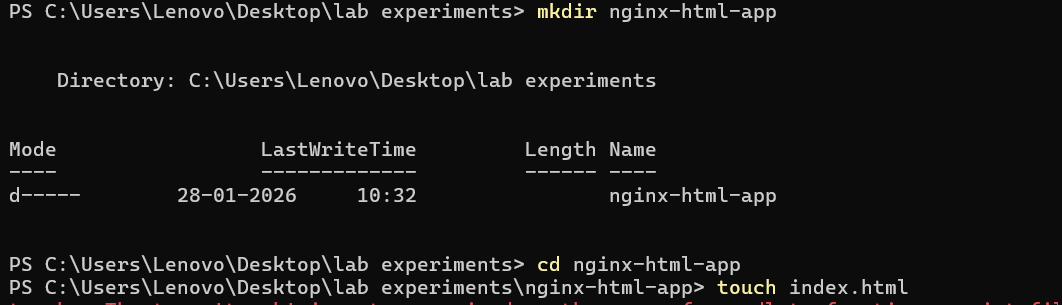 PS C:\Users\Lenovo\Desktop\lab experiments> mkdir nginx-html-app
Directory: C:\Users\Lenovo\Desktop\lab experiments
Mode LastWriteTime Length Name
---- ------------- ------ ----
d----- 28-01-2026 10:32 nginx-html-app
PS C:\Users\Lenovo\Desktop\lab experiments> cd nginx-html-app
PS C:\Users\Lenovo\Desktop\lab experiments\nginx-html-app> touch index.html